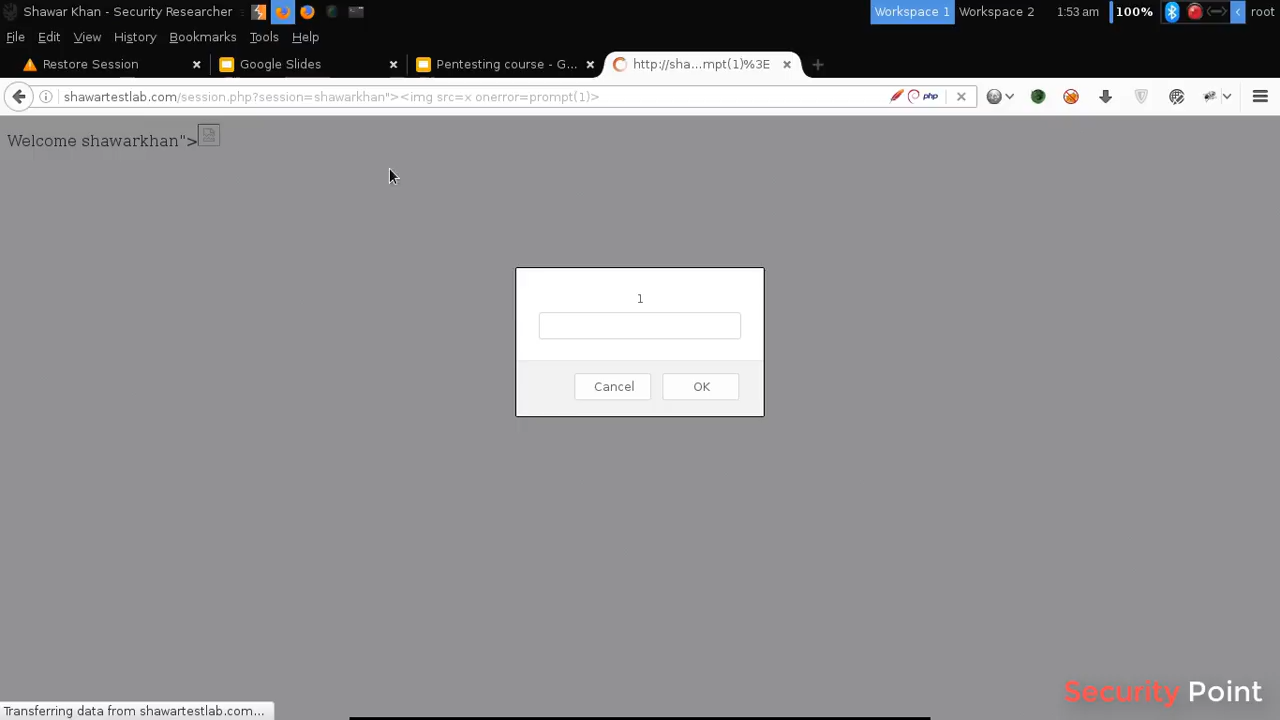 Shawar Khan - Security Researcher
Workspace 1 Workspace 2 1:53 am 100% root
File Edit View History Bookmarks Tools Help
Restore Session Google Slides Pentesting course - G... http://sha...mpt(1)%3E
shawartestlab.com/session.php?session=shawarkhan"><img src=x onerror=prompt(1)> php
Welcome shawarkhan">
1
Cancel OK
Security Point
Transferring data from shawartestlab.com...